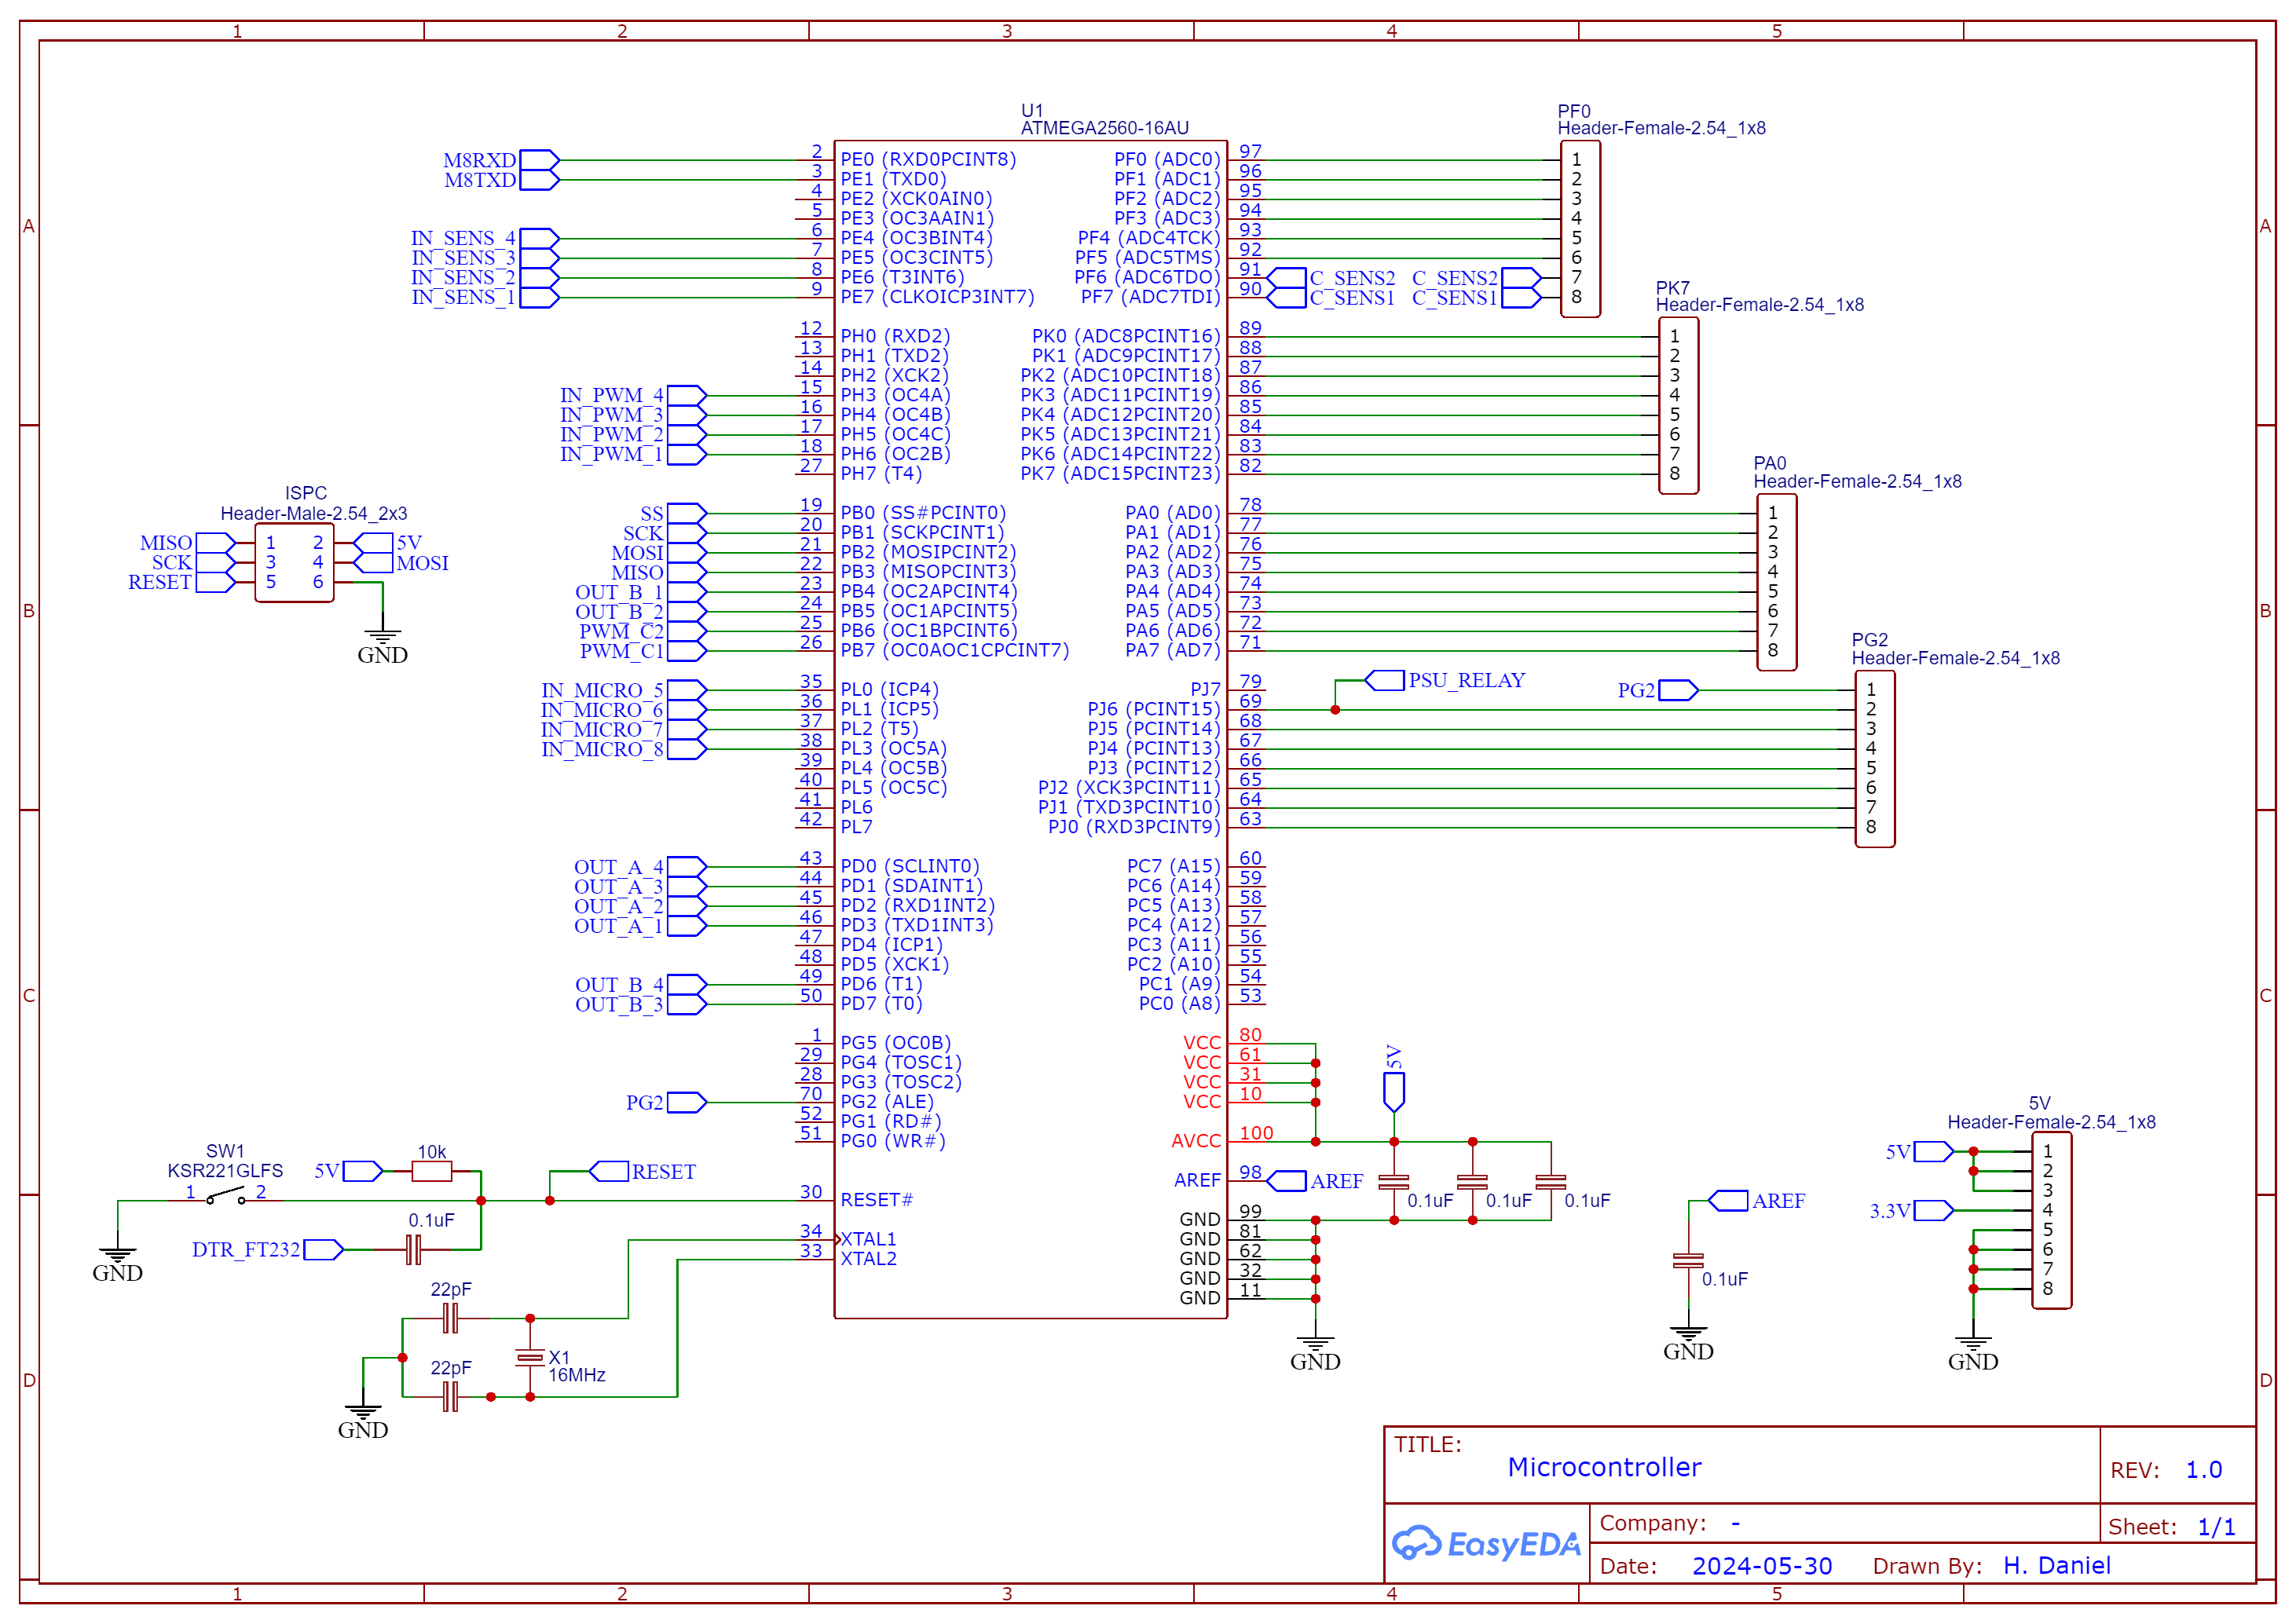 1 2 3 4 5
A A
B B
C C
D D
1 2 3 4 5
U1
ATMEGA2560-16AU
M8RXD 2 PE0 (RXD0PCINT8)
M8TXD 3 PE1 (TXD0)
4 PE2 (XCK0AIN0)
5 PE3 (OC3AAIN1)
IN_SENS_4 6 PE4 (OC3BINT4)
IN_SENS_3 7 PE5 (OC3CINT5)
IN_SENS_2 8 PE6 (T3INT6)
IN_SENS_1 9 PE7 (CLKOICP3INT7)
12 PH0 (RXD2)
13 PH1 (TXD2)
14 PH2 (XCK2)
IN_PWM_4 15 PH3 (OC4A)
IN_PWM_3 16 PH4 (OC4B)
IN_PWM_2 17 PH5 (OC4C)
IN_PWM_1 18 PH6 (OC2B)
27 PH7 (T4)
SS 19 PB0 (SS#PCINT0)
SCK 20 PB1 (SCKPCINT1)
MOSI 21 PB2 (MOSIPCINT2)
MISO 22 PB3 (MISOPCINT3)
OUT_B_1 23 PB4 (OC2APCINT4)
OUT_B_2 24 PB5 (OC1APCINT5)
PWM_C2 25 PB6 (OC1BPCINT6)
PWM_C1 26 PB7 (OC0AOC1CPCINT7)
IN_MICRO_5 35 PL0 (ICP4)
IN_MICRO_6 36 PL1 (ICP5)
IN_MICRO_7 37 PL2 (T5)
IN_MICRO_8 38 PL3 (OC5A)
39 PL4 (OC5B)
40 PL5 (OC5C)
41 PL6
42 PL7
OUT_A_4 43 PD0 (SCLINT0)
OUT_A_3 44 PD1 (SDAINT1)
OUT_A_2 45 PD2 (RXD1INT2)
OUT_A_1 46 PD3 (TXD1INT3)
47 PD4 (ICP1)
48 PD5 (XCK1)
OUT_B_4 49 PD6 (T1)
OUT_B_3 50 PD7 (T0)
1 PG5 (OC0B)
29 PG4 (TOSC1)
28 PG3 (TOSC2)
PG2 70 PG2 (ALE)
52 PG1 (RD#)
51 PG0 (WR#)
30 RESET#
34 XTAL1
33 XTAL2
PF0 (ADC0) 97
PF1 (ADC1) 96
PF2 (ADC2) 95
PF3 (ADC3) 94
PF4 (ADC4TCK) 93
PF5 (ADC5TMS) 92
PF6 (ADC6TDO) 91 C_SENS2 C_SENS2
PF7 (ADC7TDI) 90 C_SENS1 C_SENS1
PK0 (ADC8PCINT16) 89
PK1 (ADC9PCINT17) 88
PK2 (ADC10PCINT18) 87
PK3 (ADC11PCINT19) 86
PK4 (ADC12PCINT20) 85
PK5 (ADC13PCINT21) 84
PK6 (ADC14PCINT22) 83
PK7 (ADC15PCINT23) 82
PA0 (AD0) 78
PA1 (AD1) 77
PA2 (AD2) 76
PA3 (AD3) 75
PA4 (AD4) 74
PA5 (AD5) 73
PA6 (AD6) 72
PA7 (AD7) 71
PSU_RELAY
PG2
PJ7 79
PJ6 (PCINT15) 69
PJ5 (PCINT14) 68
PJ4 (PCINT13) 67
PJ3 (PCINT12) 66
PJ2 (XCK3PCINT11) 65
PJ1 (TXD3PCINT10) 64
PJ0 (RXD3PCINT9) 63
PC7 (A15) 60
PC6 (A14) 59
PC5 (A13) 58
PC4 (A12) 57
PC3 (A11) 56
PC2 (A10) 55
PC1 (A9) 54
PC0 (A8) 53
VCC 80
VCC 61
VCC 31
VCC 10
AVCC 100
AREF 98 AREF
GND 99
GND 81
GND 62
GND 32
GND 11
5V
0.1uF 0.1uF 0.1uF
GND
PF0
Header-Female-2.54_1x8
1
2
3
4
5
6
7
8
PK7
Header-Female-2.54_1x8
1
2
3
4
5
6
7
8
PA0
Header-Female-2.54_1x8
1
2
3
4
5
6
7
8
PG2
Header-Female-2.54_1x8
1
2
3
4
5
6
7
8
ISPC
Header-Male-2.54_2x3
MISO 1 2 5V
SCK 3 4 MOSI
RESET 5 6
GND
SW1
KSR221GLFS
1 2
GND
5V 10k
RESET
0.1uF
DTR_FT232
22pF
22pF
X1
16MHz
GND
AREF
0.1uF
GND
5V
Header-Female-2.54_1x8
5V 1
2
3
3.3V 4
5
6
7
8
GND
TITLE:
Microcontroller
REV: 1.0
EasyEDA
Company: -
Sheet: 1/1
Date: 2024-05-30 Drawn By: H. Daniel